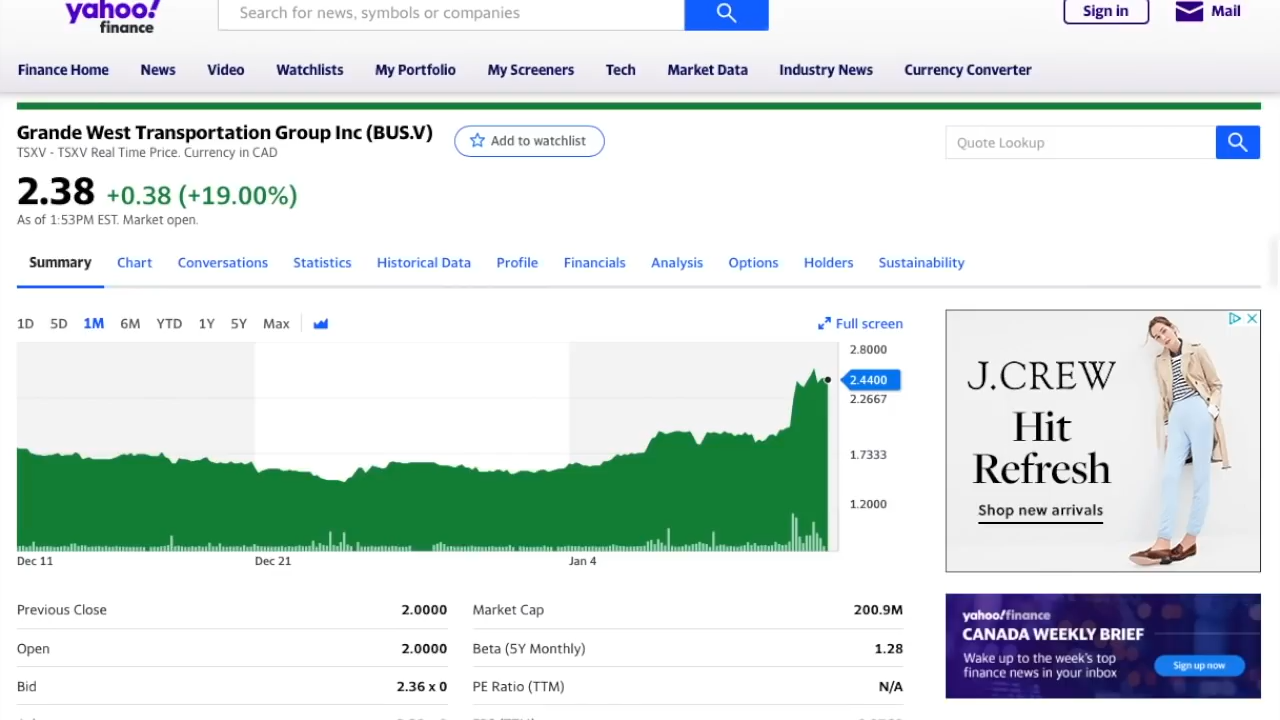 yahoo!
finance
Search for news, symbols or companies
Sign in
Mail
Finance Home News Video Watchlists My Portfolio My Screeners Tech Market Data Industry News Currency Converter
Grande West Transportation Group Inc (BUS.V)
TSXV - TSXV Real Time Price. Currency in CAD
Add to watchlist
Quote Lookup
2.38 +0.38 (+19.00%)
As of 1:53PM EST. Market open.
Summary Chart Conversations Statistics Historical Data Profile Financials Analysis Options Holders Sustainability
1D 5D 1M 6M YTD 1Y 5Y Max
Full screen
2.8000
2.4400
2.2667
1.7333
1.2000
Dec 11 Dec 21 Jan 4
J.CREW
Hit
Refresh
Shop new arrivals
Previous Close 2.0000
Market Cap 200.9M
Open 2.0000
Beta (5Y Monthly) 1.28
Bid 2.36 x 0
PE Ratio (TTM) N/A
yahoo!finance
CANADA WEEKLY BRIEF
Wake up to the week's top
finance news in your inbox
Sign up now